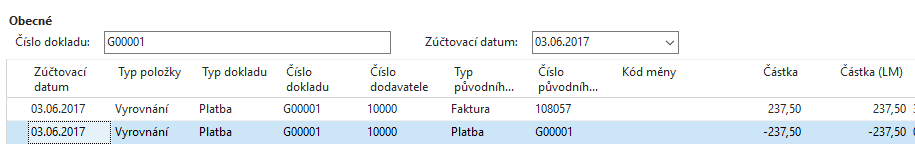 Obecné
Číslo dokladu: G00001 Zúčtovací datum: 03.06.2017
Zúčtovací datum Typ položky Typ dokladu Číslo dokladu Číslo dodavatele Typ původníh... Číslo původníh... Kód měny Částka Částka (LM)
03.06.2017 Vyrovnání Platba G00001 10000 Faktura 108057 237,50 237,50
03.06.2017 Vyrovnání Platba G00001 10000 Platba G00001 -237,50 -237,50